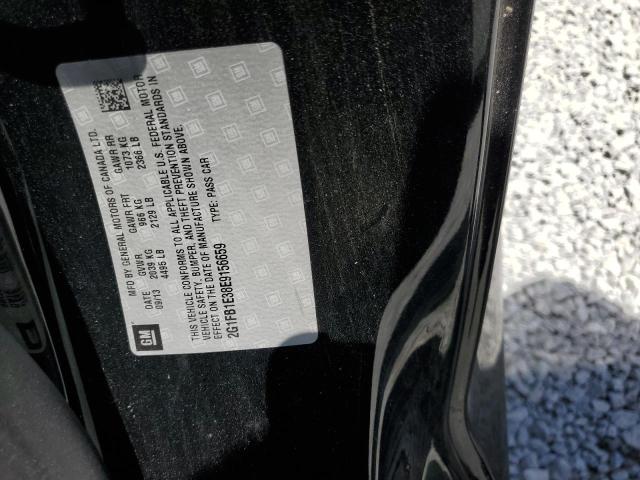 GM
MFD BY GENERAL MOTORS OF CANADA LTD.
DATE GVWR GAWR FRT GAWR RR
09/13 2039 KG 966 KG 1073 KG
4495 LB 2129 LB 2366 LB
THIS VEHICLE CONFORMS TO ALL APPLICABLE U.S. FEDERAL MOTOR
VEHICLE SAFETY, BUMPER, AND THEFT PREVENTION STANDARDS IN
EFFECT ON THE DATE OF MANUFACTURE SHOWN ABOVE.
TYPE: PASS CAR
2G1FB1E38E9156659